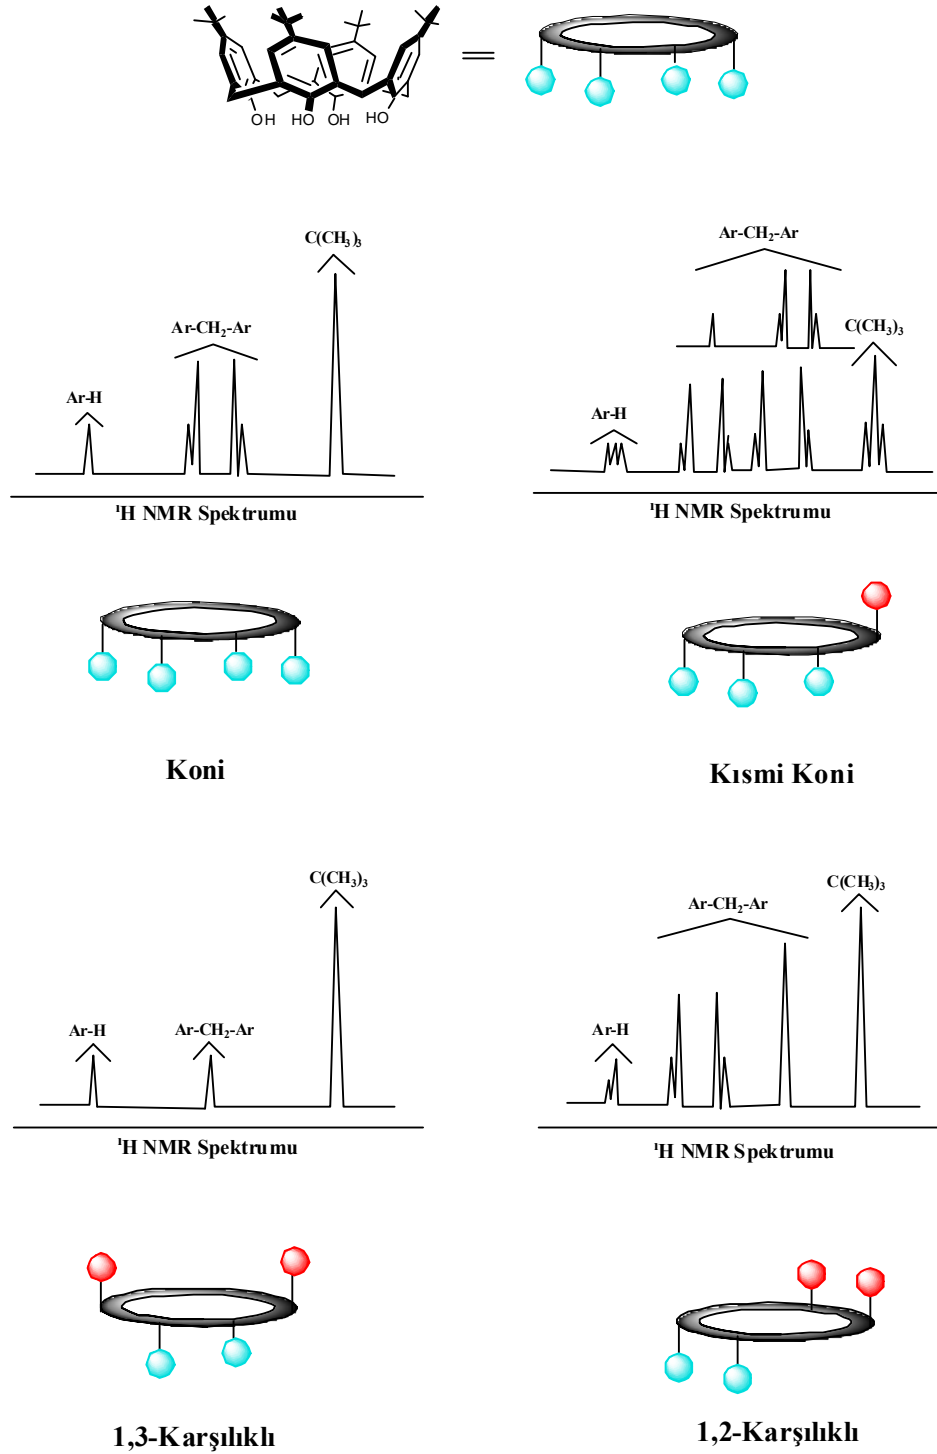 OH HO OH HO
=
C(CH3)3
Ar-CH2-Ar
Ar-H
¹H NMR Spektrumu
Ar-CH2-Ar
C(CH3)3
Ar-H
¹H NMR Spektrumu
Koni
Kısmi Koni
C(CH3)3
Ar-H
Ar-CH2-Ar
¹H NMR Spektrumu
C(CH3)3
Ar-CH2-Ar
Ar-H
¹H NMR Spektrumu
1,3-Karşılıklı
1,2-Karşılıklı